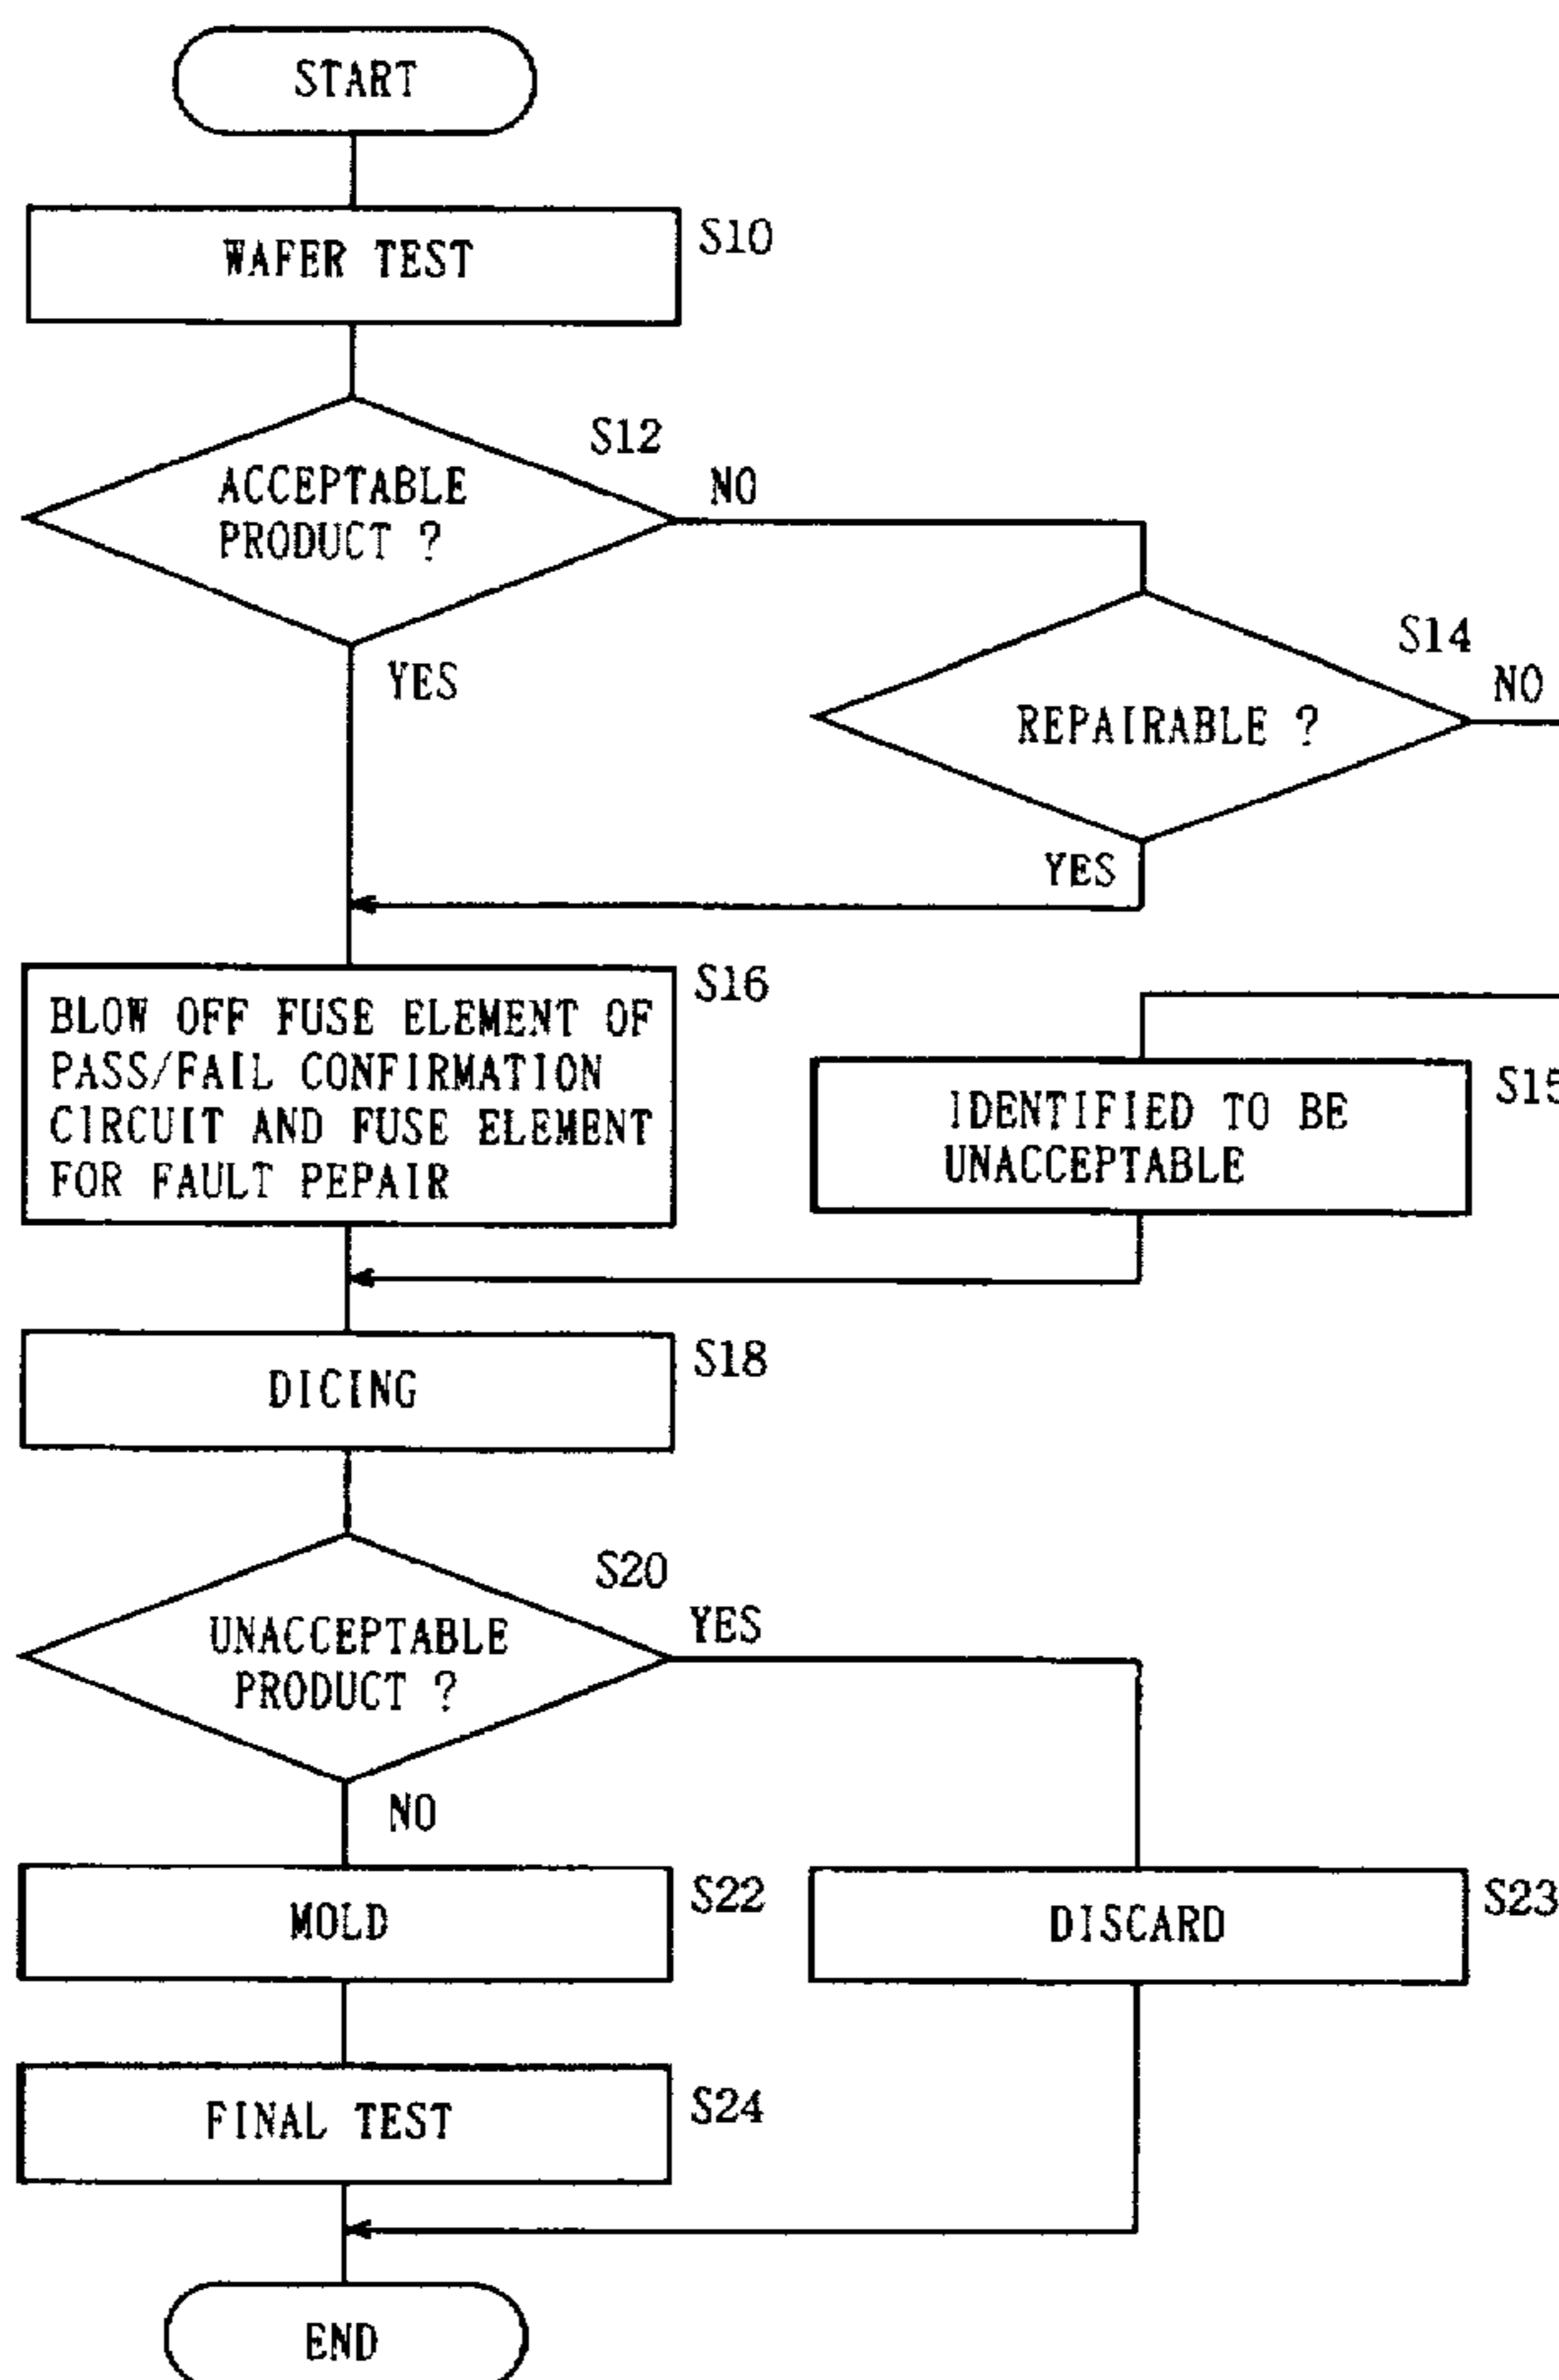 START
WAFER TEST
S10
S12
ACCEPTABLE
PRODUCT ?
NO
YES
S14
REPAIRABLE ?
NO
YES
S16
BLOW OFF FUSE ELEMENT OF
PASS/FAIL CONFIRMATION
CIRCUIT AND FUSE ELEMENT
FOR FAULT PEPAIR
S15
IDENTIFIED TO BE
UNACCEPTABLE
DICING
S18
S20
UNACCEPTABLE
PRODUCT ?
YES
NO
MOLD
S22
DISCARD
S23
FINAL TEST
S24
END